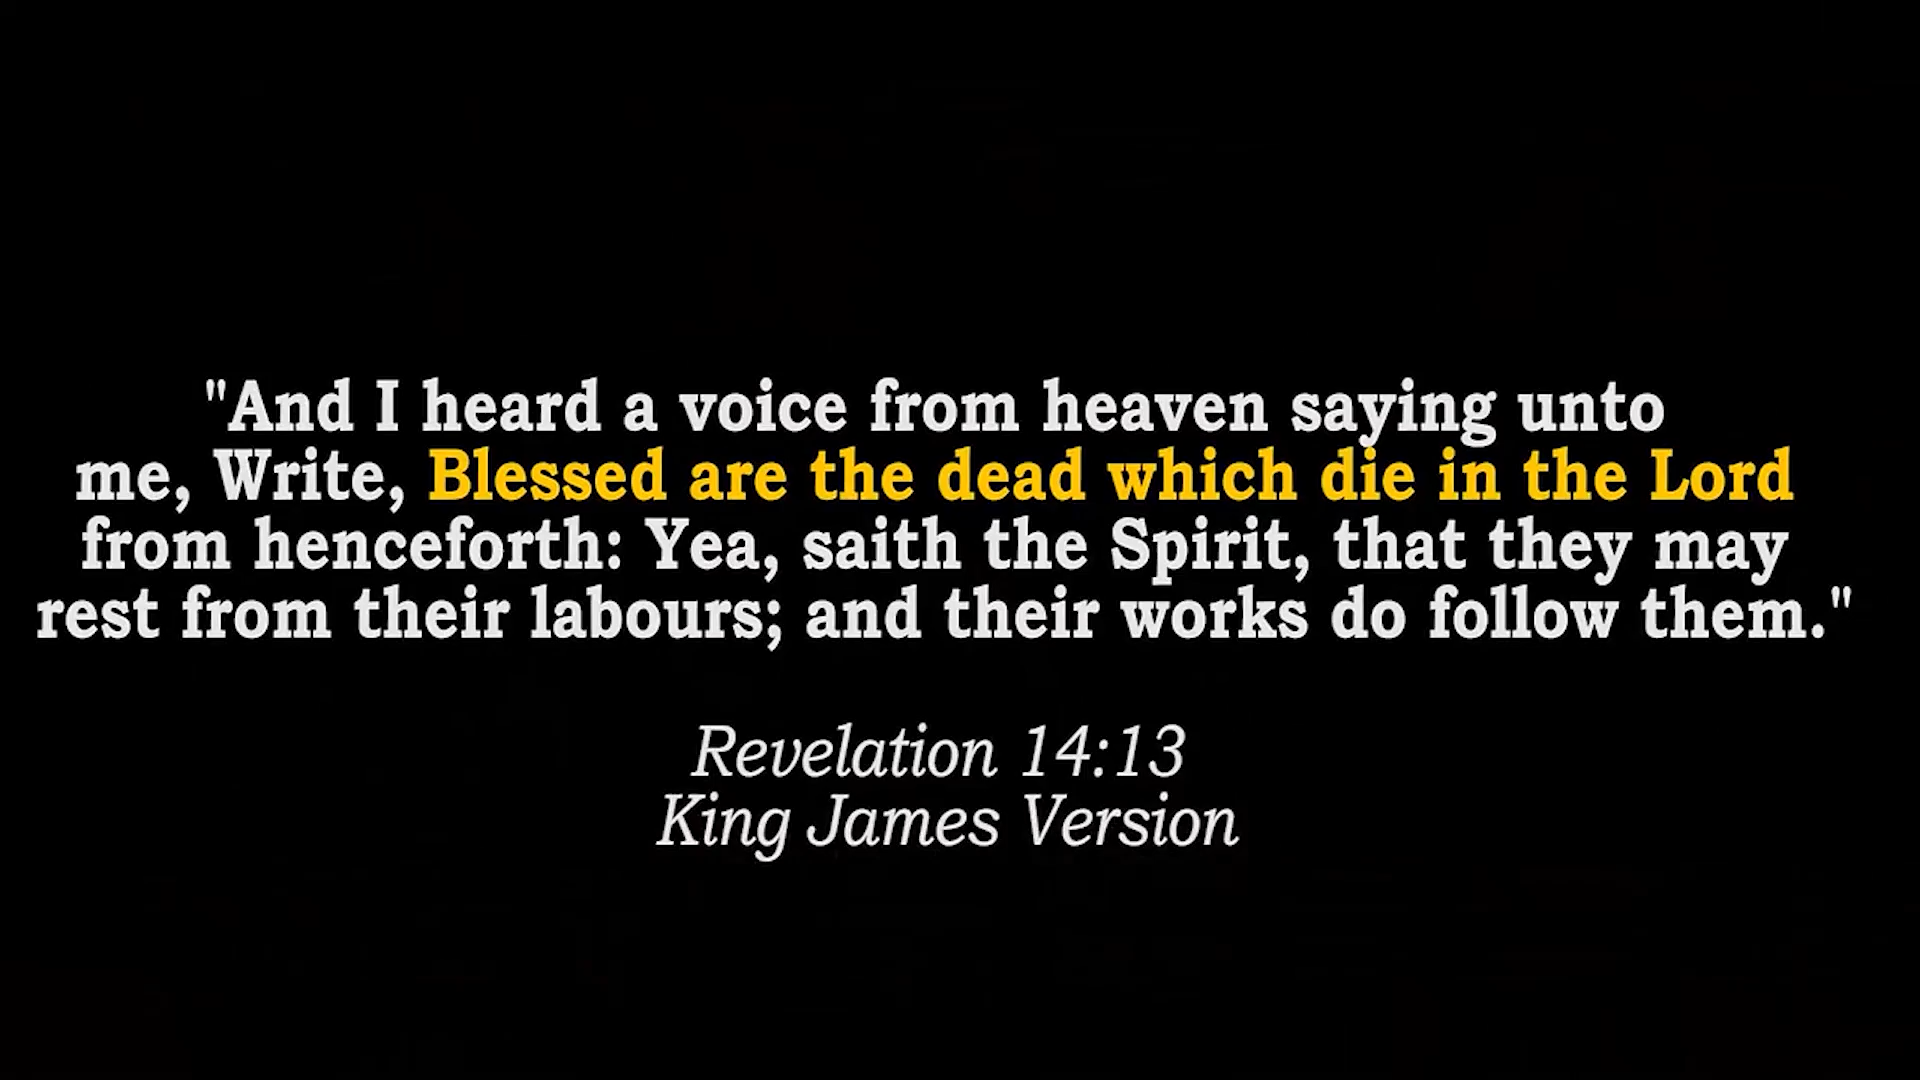 "And I heard a voice from heaven saying unto
me, Write, Blessed are the dead which die in the Lord
from henceforth: Yea, saith the Spirit, that they may
rest from their labours; and their works do follow them."
Revelation 14:13
King James Version